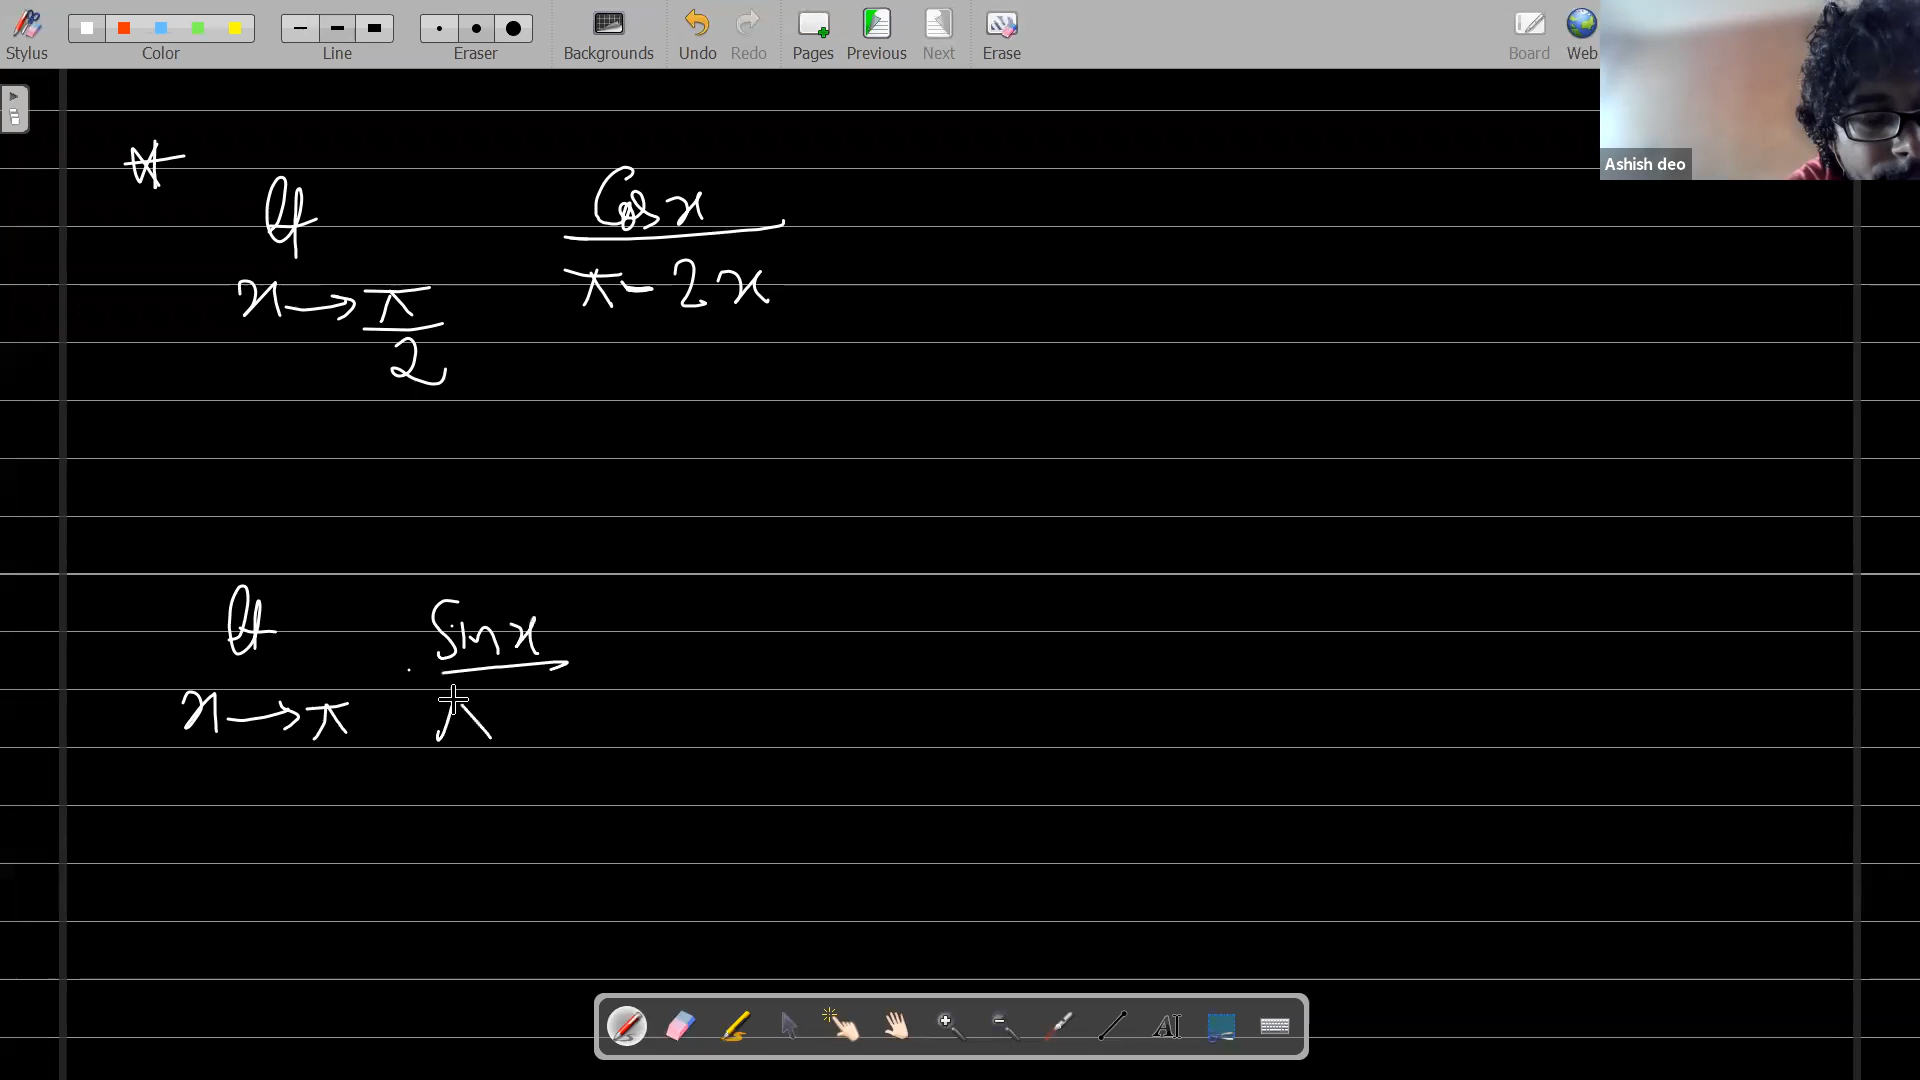 Stylus Color Line Eraser Backgrounds Undo Redo Pages Previous Next Erase Board Web
Ashish deo
lt cos x
x → π/2 π - 2x
lt sin x
x → π π